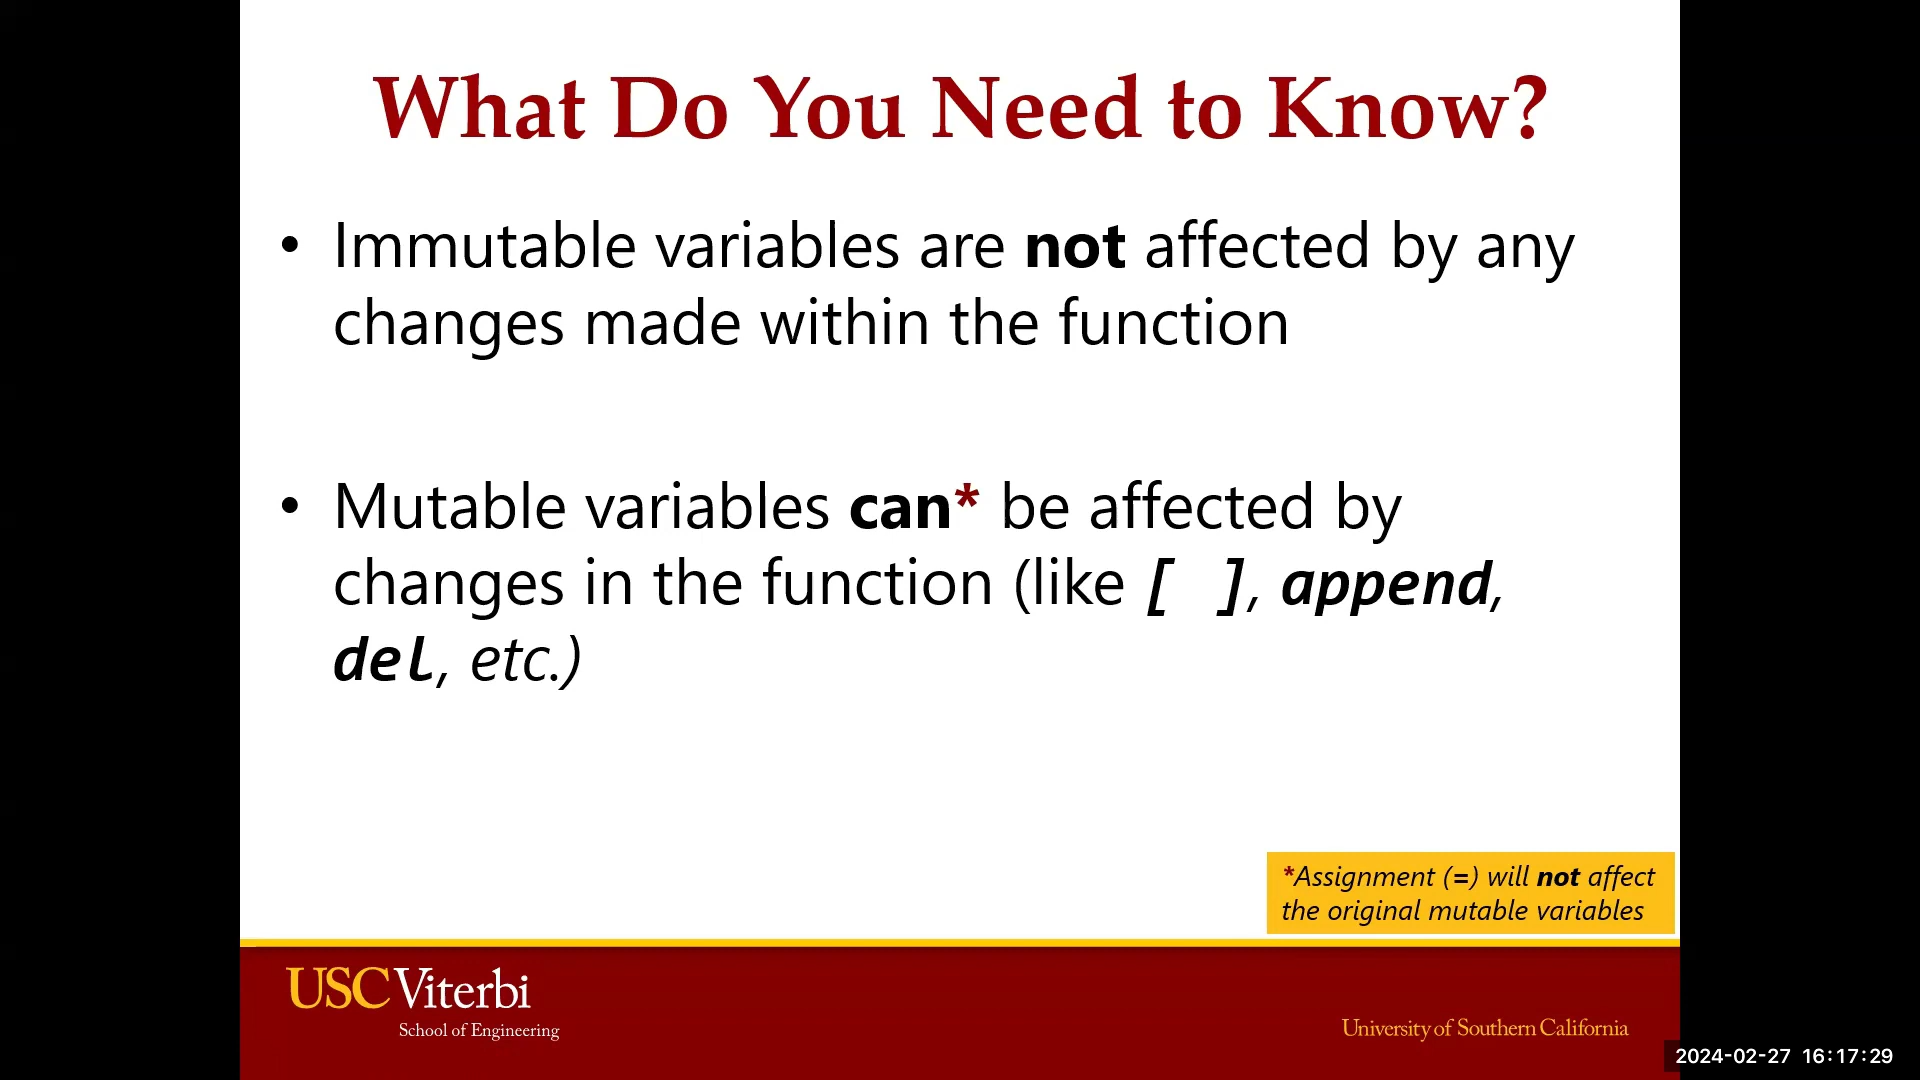 What Do You Need to Know?
• Immutable variables are not affected by any
changes made within the function
• Mutable variables can* be affected by
changes in the function (like [ ], append,
del, etc.)
*Assignment (=) will not affect
the original mutable variables
USC Viterbi
School of Engineering
University of Southern California
2024-02-27 16:17:29